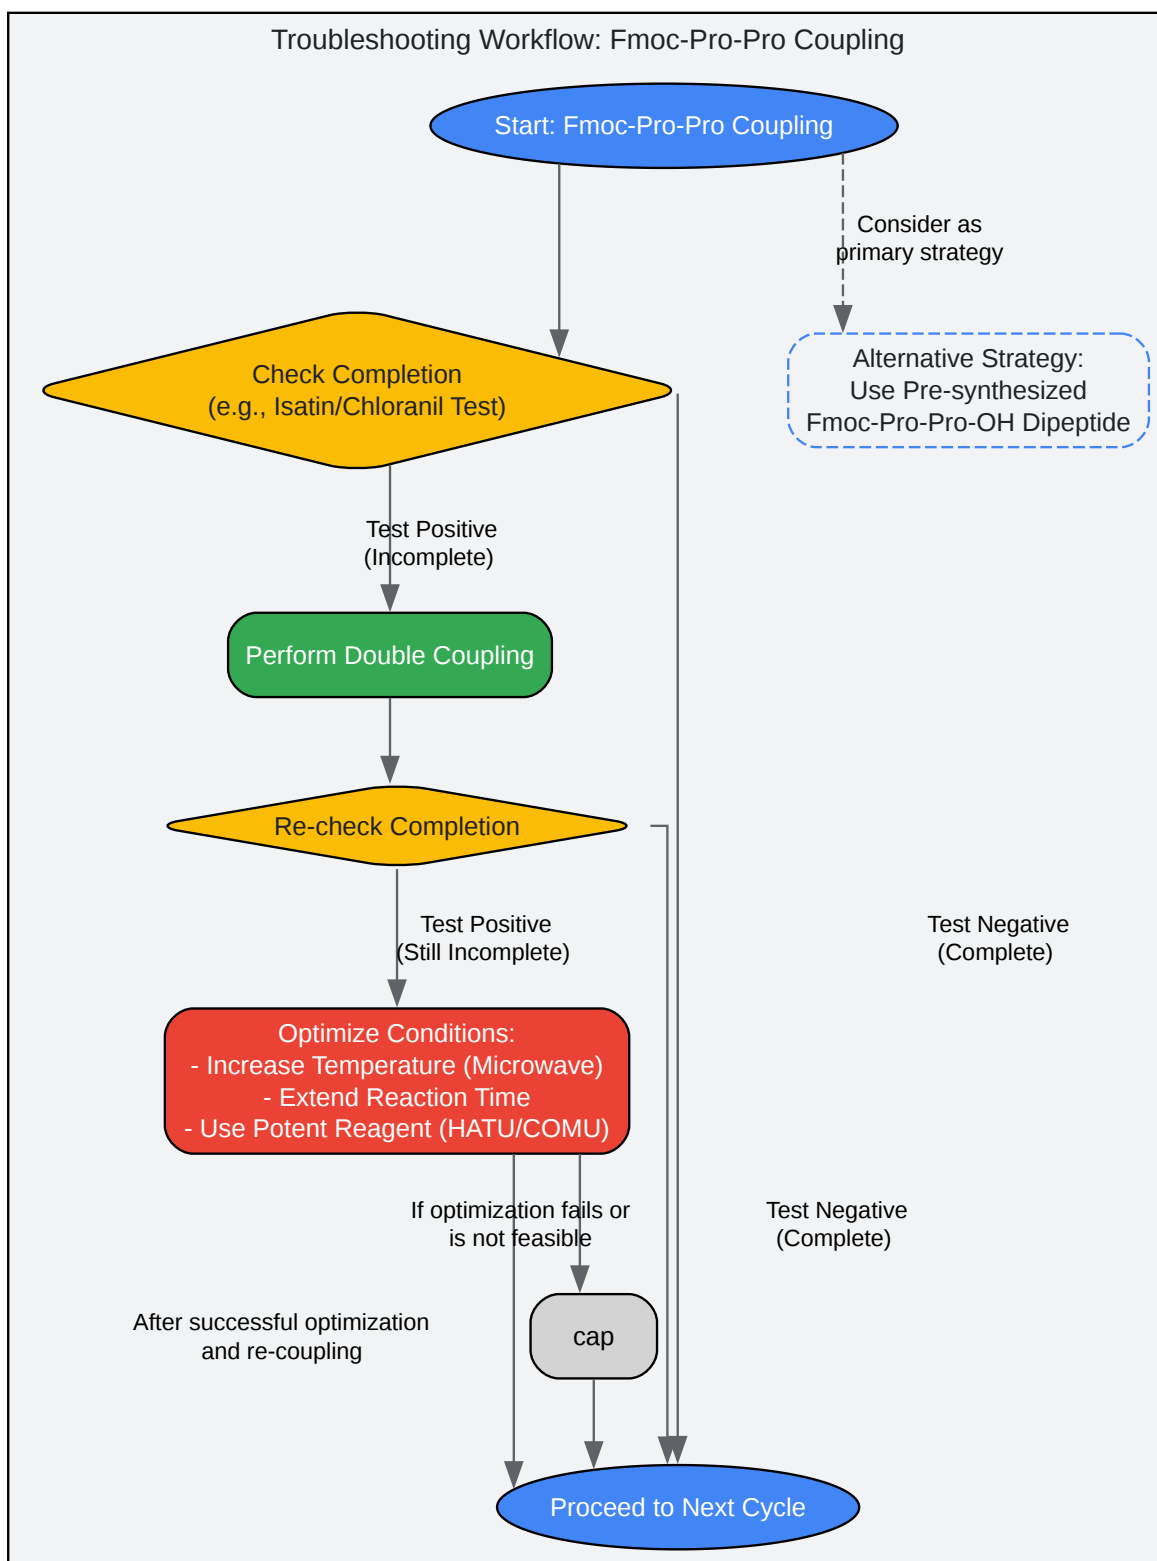 Troubleshooting Workflow: Fmoc-Pro-Pro Coupling
Start: Fmoc-Pro-Pro Coupling
Consider as
primary strategy
Alternative Strategy:
Use Pre-synthesized
Fmoc-Pro-Pro-OH Dipeptide
Check Completion
(e.g., Isatin/Chloranil Test)
Test Positive
(Incomplete)
Perform Double Coupling
Re-check Completion
Test Positive
(Still Incomplete)
Test Negative
(Complete)
Optimize Conditions:
- Increase Temperature (Microwave)
- Extend Reaction Time
- Use Potent Reagent (HATU/COMU)
If optimization fails or
is not feasible
Test Negative
(Complete)
After successful optimization
and re-coupling
cap
Proceed to Next Cycle